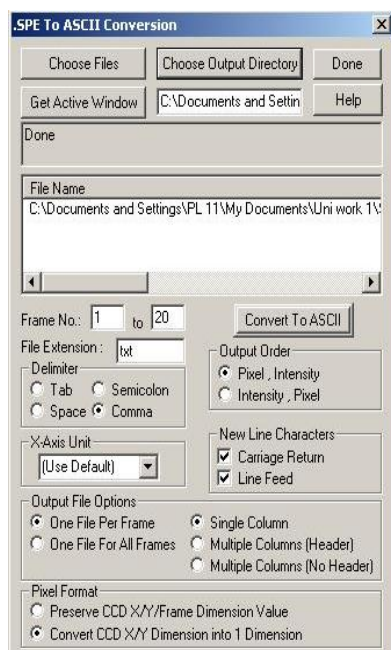 .SPE To ASCII Conversion
Choose Files Choose Output Directory Done
Get Active Window C:\Documents and Settin Help
Done
File Name
C:\Documents and Settings\PL 11\My Documents\Uni work 1\
Frame No.: 1 to 20 Convert To ASCII
File Extension : txt
Delimiter
Tab Semicolon
Space Comma
Output Order
Pixel , Intensity
Intensity , Pixel
X-Axis Unit
(Use Default)
New Line Characters
Carriage Return
Line Feed
Output File Options
One File Per Frame Single Column
One File For All Frames Multiple Columns (Header)
Multiple Columns (No Header)
Pixel Format
Preserve CCD X/Y/Frame Dimension Value
Convert CCD X/Y Dimension into 1 Dimension